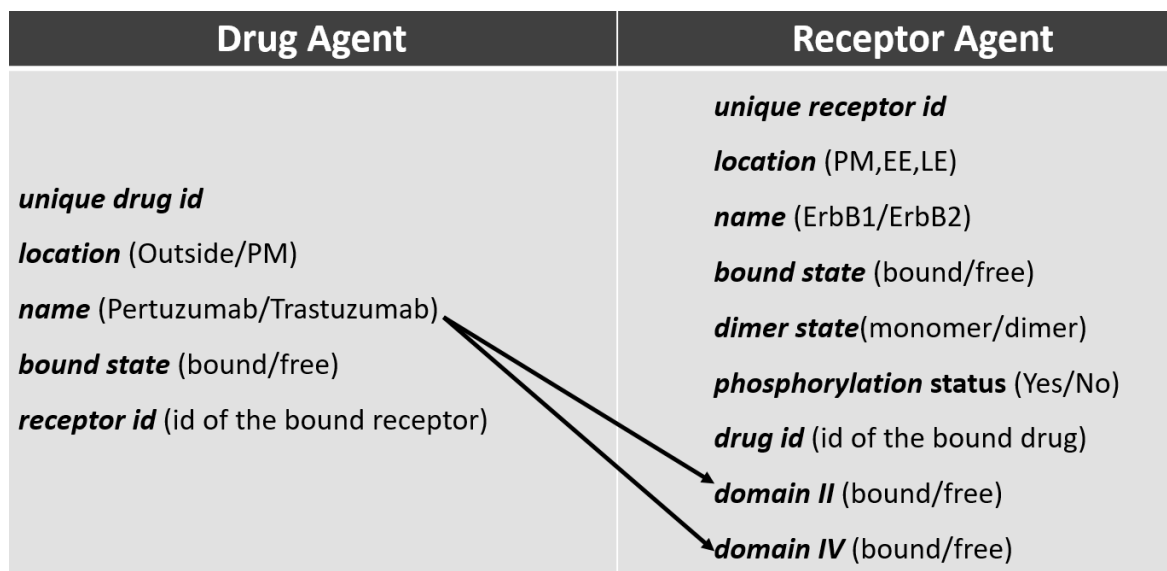 Drug Agent
unique drug id
location (Outside/PM)
name (Pertuzumab/Trastuzumab)
bound state (bound/free)
receptor id (id of the bound receptor)
Receptor Agent
unique receptor id
location (PM,EE,LE)
name (ErbB1/ErbB2)
bound state (bound/free)
dimer state(monomer/dimer)
phosphorylation status (Yes/No)
drug id (id of the bound drug)
domain II (bound/free)
domain IV (bound/free)